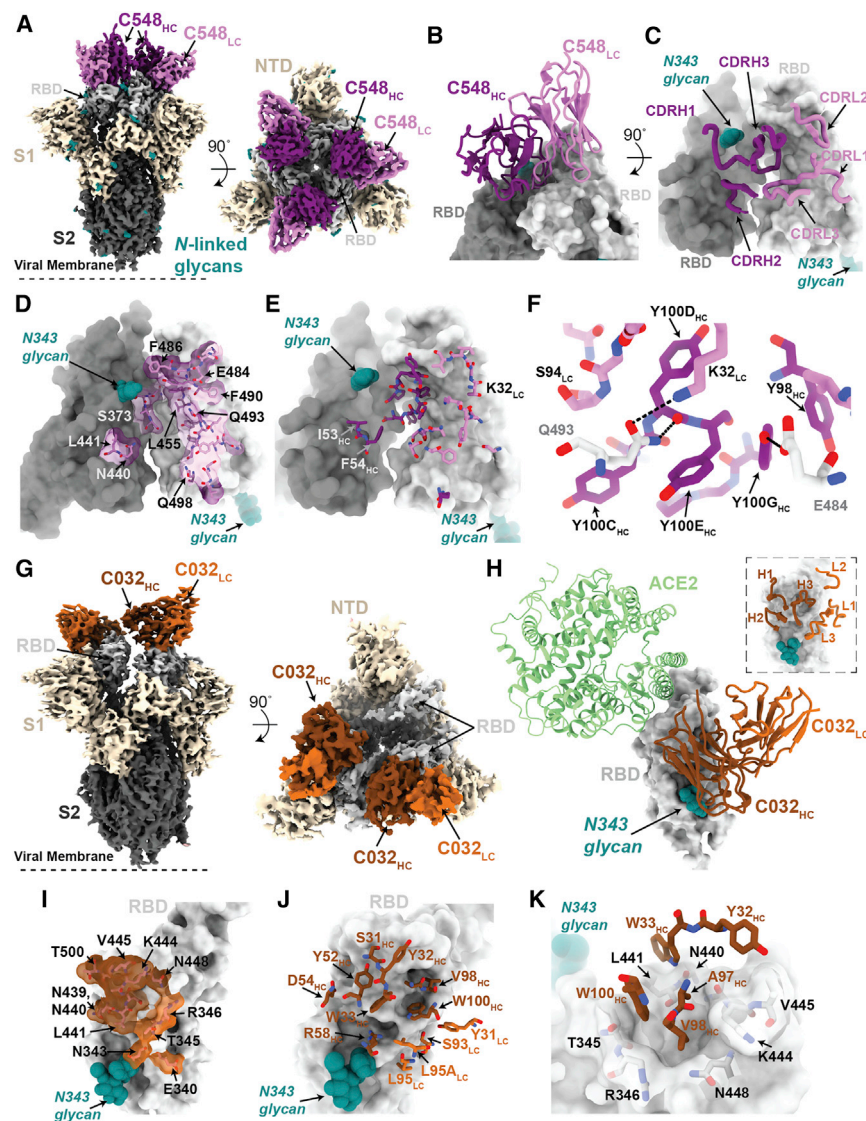 A
C548HC
C548LC
RBD
S1
S2
N-linked
glycans
Viral Membrane
90°
NTD
C548HC
C548LC
RBD
B
C548LC
C548HC
RBD
RBD
90°
C
N343
glycan
CDRH3
RBD
CDRH1
CDRL2
CDRL1
CDRL3
CDRH2
RBD
N343
glycan
D
N343
glycan
F486
E484
F490
S373
Q493
L441
L455
N440
Q498
N343
glycan
E
N343
glycan
K32LC
I53HC
F54HC
N343
glycan
F
Y100DHC
S94LC
K32LC
Y98HC
Q493
Y100GHC
E484
Y100CHC
Y100EHC
G
C032HC
C032LC
RBD
S1
S2
Viral Membrane
90°
NTD
C032HC
RBD
C032HC
C032LC
H
ACE2
H1
H3
L2
H2
L1
L3
RBD
C032LC
C032HC
N343
glycan
I
RBD
V445
K444
T500
N448
N439
N440
R346
L441
T345
N343
E340
N343
glycan
J
RBD
S31HC
Y52HC
Y32HC
D54HC
V98HC
W33HC
W100HC
R58HC
Y31LC
S93LC
L95ALC
L95LC
N343
glycan
K
N343
glycan
W33HC
Y32HC
L441
N440
A97HC
W100HC
V98HC
V445
T345
K444
R346
N448